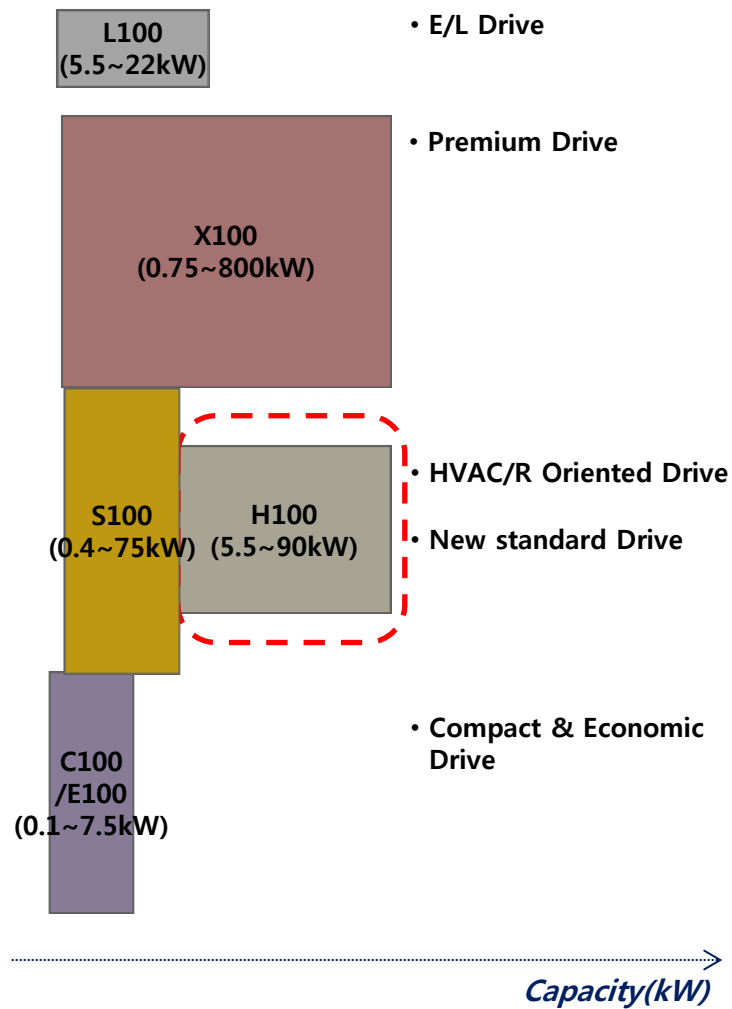 L100
(5.5~22kW)
• E/L Drive
• Premium Drive
X100
(0.75~800kW)
S100
(0.4~75kW)
H100
(5.5~90kW)
• HVAC/R Oriented Drive
• New standard Drive
• Compact & Economic
Drive
C100
/E100
(0.1~7.5kW)
Capacity(kW)